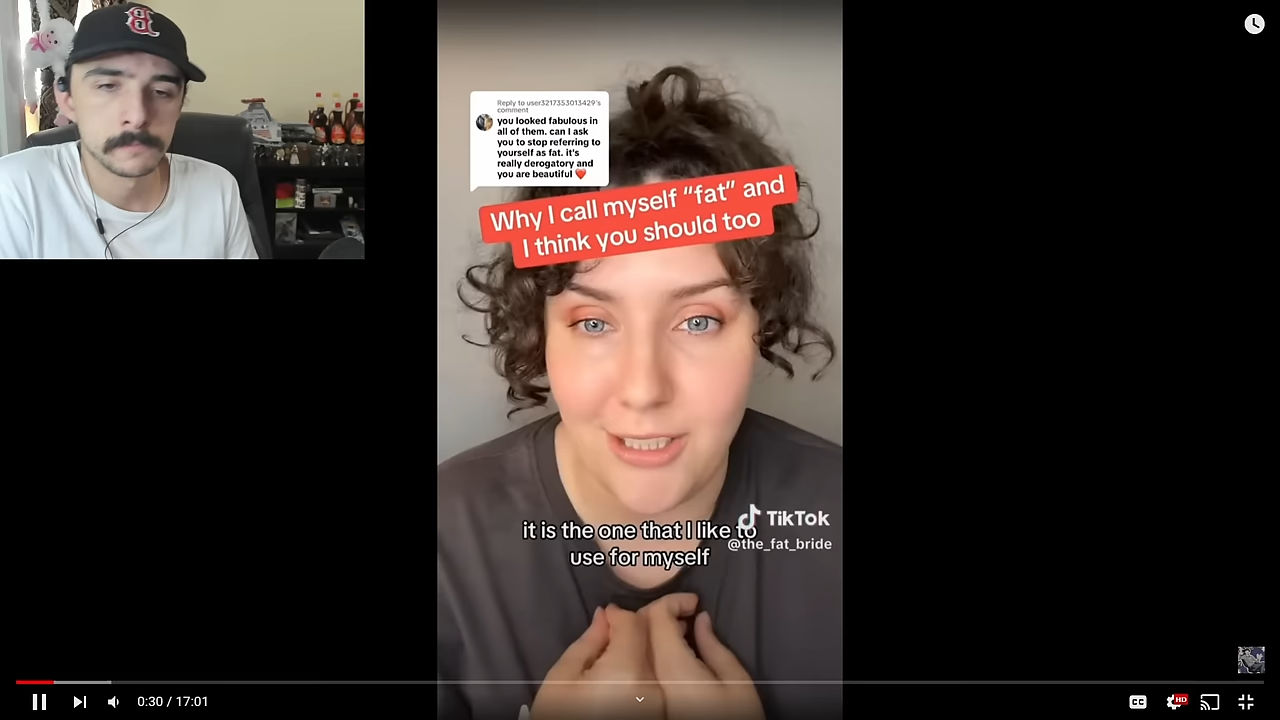 B
Reply to user3217353013429's
comment
you looked fabulous in
all of them. can I ask
you to stop referring to
yourself as fat. it's
really derogatory and
you are beautiful ❤️
Why I call myself “fat” and
I think you should too
it is the one that I like to
use for myself
TikTok
@the_fat_bride
0:30 / 17:01
CC
HD